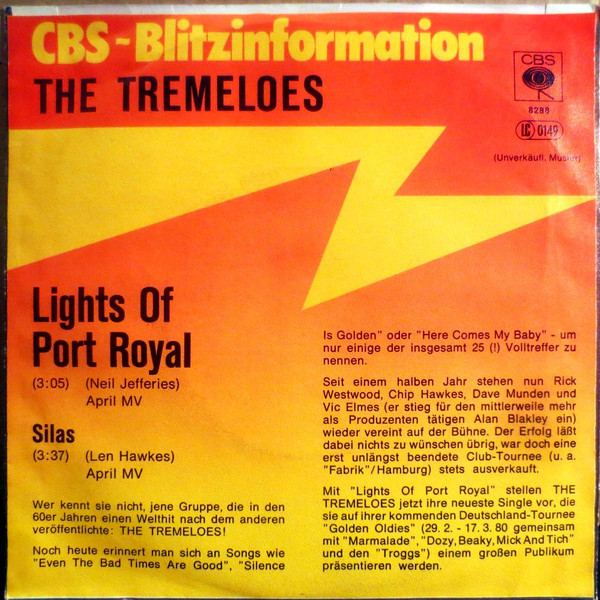 CBS-Blitzinformation
THE TREMELOES
CBS
8288
LC 0149
(Unverkäufl. Muster)
Lights Of
Port Royal
(3:05) (Neil Jefferies)
April MV
Silas
(3:37) (Len Hawkes)
April MV
Wer kennt sie nicht, jene Gruppe, die in den
60er Jahren einen Welthit nach dem anderen
veröffentlichte: THE TREMELOES!
Noch heute erinnert man sich an Songs wie
"Even The Bad Times Are Good", "Silence
Is Golden" oder "Here Comes My Baby" - um
nur einige der insgesamt 25 (!) Volltreffer zu
nennen.
Seit einem halben Jahr stehen nun Rick
Westwood, Chip Hawkes, Dave Munden und
Vic Elmes (er stieg für den mittlerweile mehr
als Produzenten tätigen Alan Blakley ein)
wieder vereint auf der Bühne. Der Erfolg läßt
dabei nichts zu wünschen übrig, war doch eine
erst unlängst beendete Club-Tournee (u. a.
"Fabrik"/Hamburg) stets ausverkauft.
Mit "Lights Of Port Royal" stellen THE
TREMELOES jetzt ihre neueste Single vor, die
sie auf ihrer kommenden Deutschland-Tournee
"Golden Oldies" (29.2. - 17.3.80 gemeinsam
mit "Marmalade", "Dozy, Beaky, Mick And Tich"
und den "Troggs") einem großen Publikum
präsentieren werden.